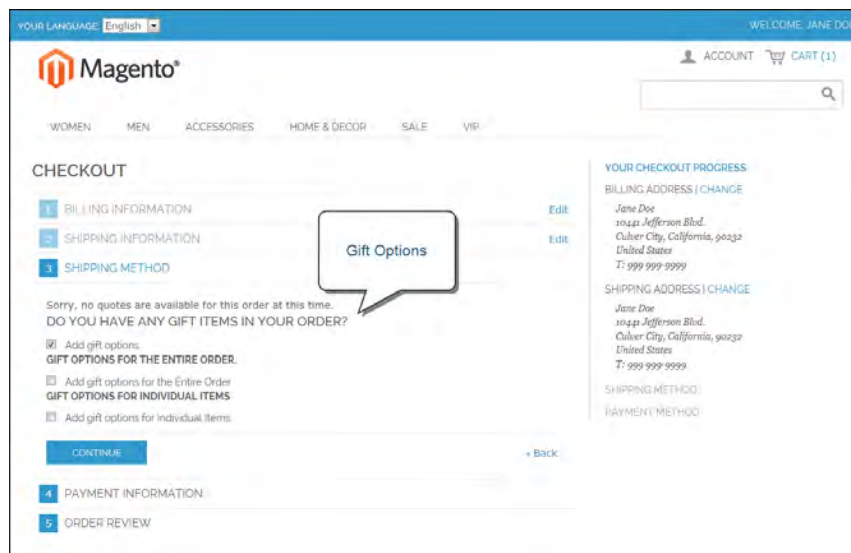 YOUR LANGUAGE: English
WELCOME, JANE DOE
Magento®
ACCOUNT CART (1)
WOMEN MEN ACCESSORIES HOME & DECOR SALE VIP
CHECKOUT
1 BILLING INFORMATION Edit
2 SHIPPING INFORMATION Edit
3 SHIPPING METHOD
Gift Options
Sorry, no quotes are available for this order at this time.
DO YOU HAVE ANY GIFT ITEMS IN YOUR ORDER?
Add gift options.
GIFT OPTIONS FOR THE ENTIRE ORDER.
Add gift options for the Entire Order
GIFT OPTIONS FOR INDIVIDUAL ITEMS
Add gift options for Individual Items.
CONTINUE
« Back
4 PAYMENT INFORMATION
5 ORDER REVIEW
YOUR CHECKOUT PROGRESS
BILLING ADDRESS | CHANGE
Jane Doe
10441 Jefferson Blvd.
Culver City, California, 90232
United States
T: 999 999-9999
SHIPPING ADDRESS | CHANGE
Jane Doe
10441 Jefferson Blvd.
Culver City, California, 90232
United States
T: 999 999-9999
SHIPPING METHOD
PAYMENT METHOD